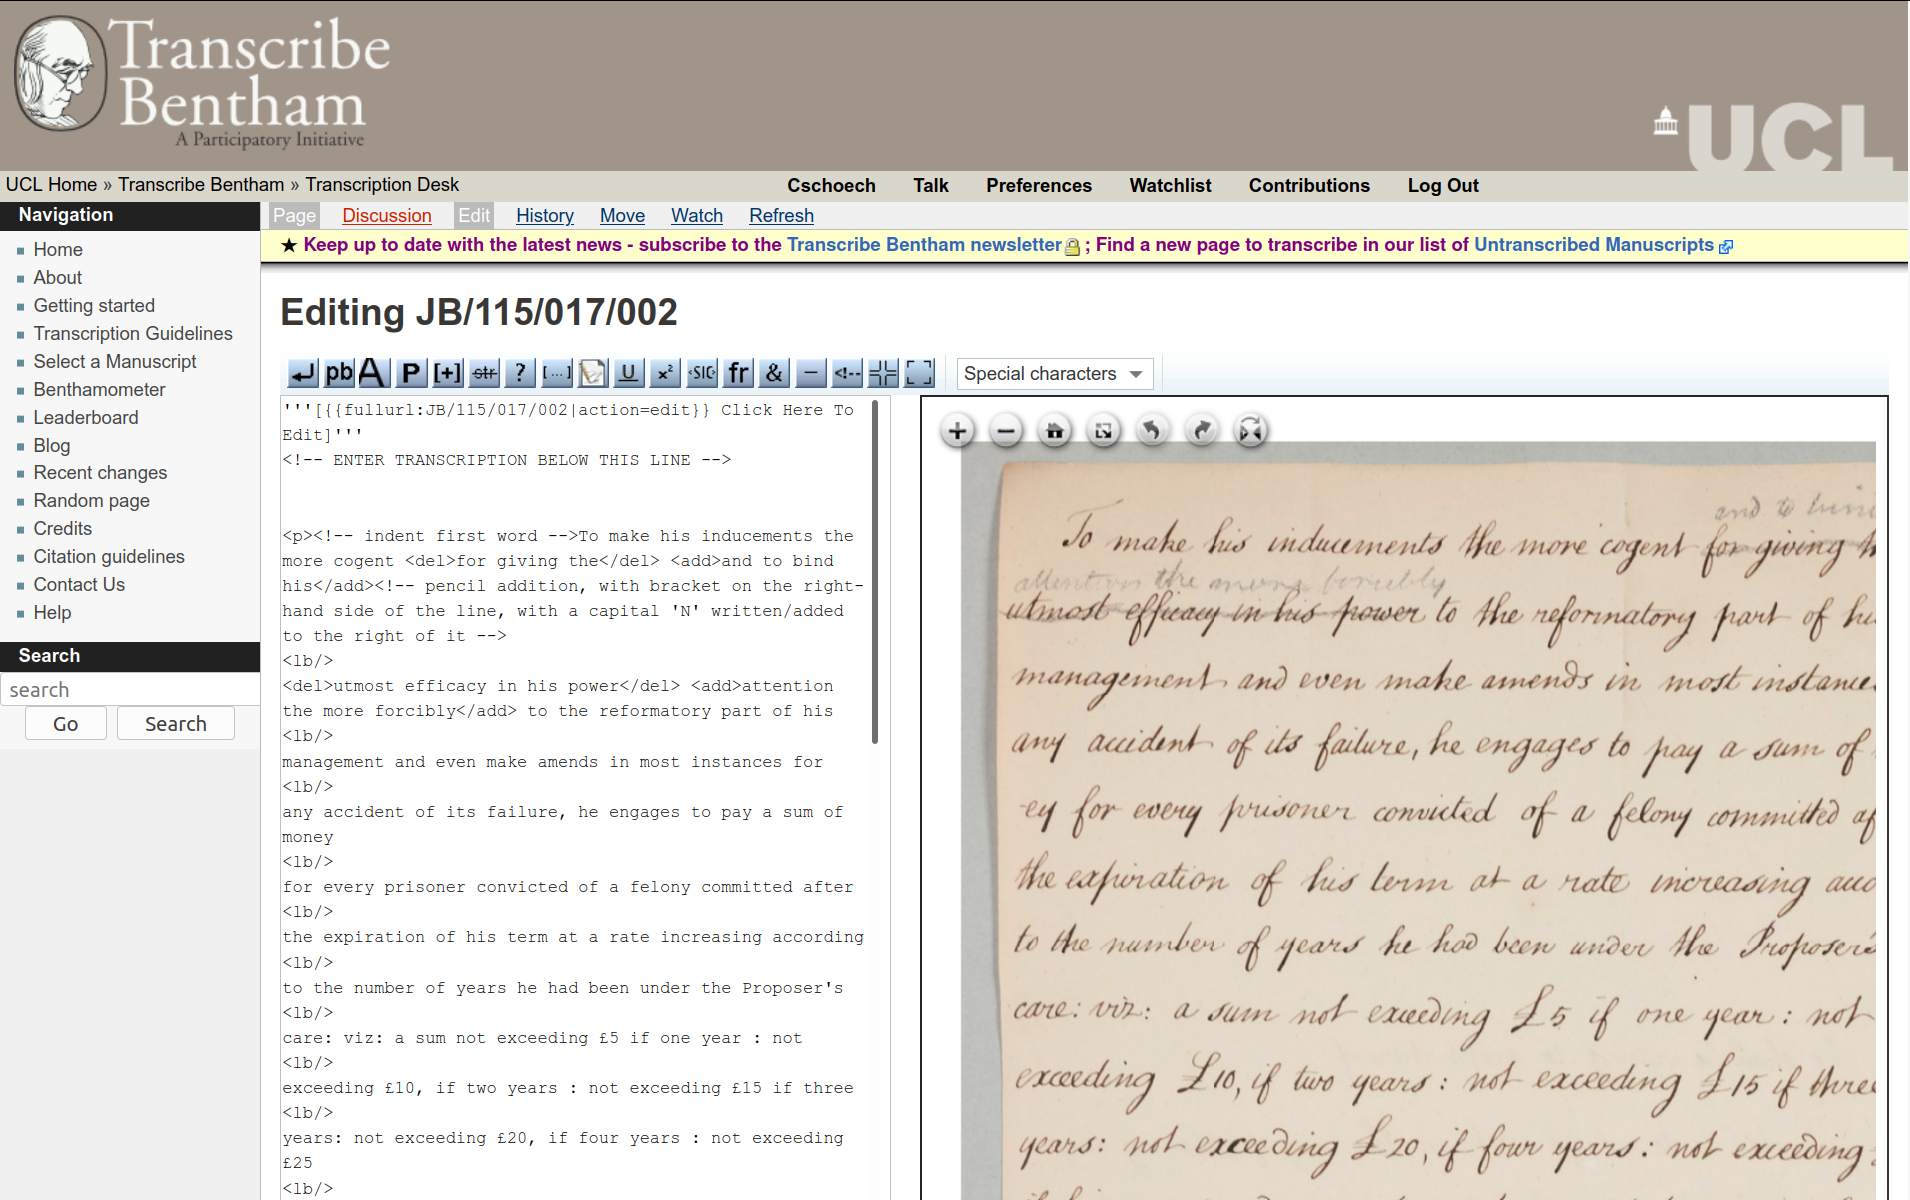 Transcribe
Bentham
A Participatory Initiative
UCL
UCL Home » Transcribe Bentham » Transcription Desk
Cschoech Talk Preferences Watchlist Contributions Log Out
Navigation
Home
About
Getting started
Transcription Guidelines
Select a Manuscript
Benthamometer
Leaderboard
Blog
Recent changes
Random page
Credits
Citation guidelines
Contact Us
Help
Search
search
Go Search
Page Discussion Edit History Move Watch Refresh
★ Keep up to date with the latest news - subscribe to the Transcribe Bentham newsletter ; Find a new page to transcribe in our list of Untranscribed Manuscripts
Editing JB/115/017/002
pb A P [+] str ? [...] U x² ‹SIC› fr & — <!-- Special characters
'''[{{fullurl:JB/115/017/002|action=edit}} Click Here To
Edit]'''
<!-- ENTER TRANSCRIPTION BELOW THIS LINE -->
<p><!-- indent first word -->To make his inducements the
more cogent <del>for giving the</del> <add>and to bind
his</add><!-- pencil addition, with bracket on the right-
hand side of the line, with a capital 'N' written/added
to the right of it -->
<lb/>
<del>utmost efficacy in his power</del> <add>attention
the more forcibly</add> to the reformatory part of his
<lb/>
management and even make amends in most instances for
<lb/>
any accident of its failure, he engages to pay a sum of
money
<lb/>
for every prisoner convicted of a felony committed after
<lb/>
the expiration of his term at a rate increasing according
<lb/>
to the number of years he had been under the Proposer's
<lb/>
care: viz: a sum not exceeding £5 if one year : not
<lb/>
exceeding £10, if two years : not exceeding £15 if three
<lb/>
years: not exceeding £20, if four years : not exceeding
£25
<lb/>
and to
To make his inducements the more cogent for giving
attention the more forcibly
utmost efficacy in his power to the reformatory part of
management and even make amends in most instances
any accident of its failure, he engages to pay a sum of
-ey for every prisoner convicted of a felony committed
the expiration of his term at a rate increasing
to the number of years he had been under the Proposer's
care: viz: a sum not exceeding £5 if one year : not
exceeding £10, if two years : not exceeding £15 if three
years: not exceeding £20, if four years : not exceeding